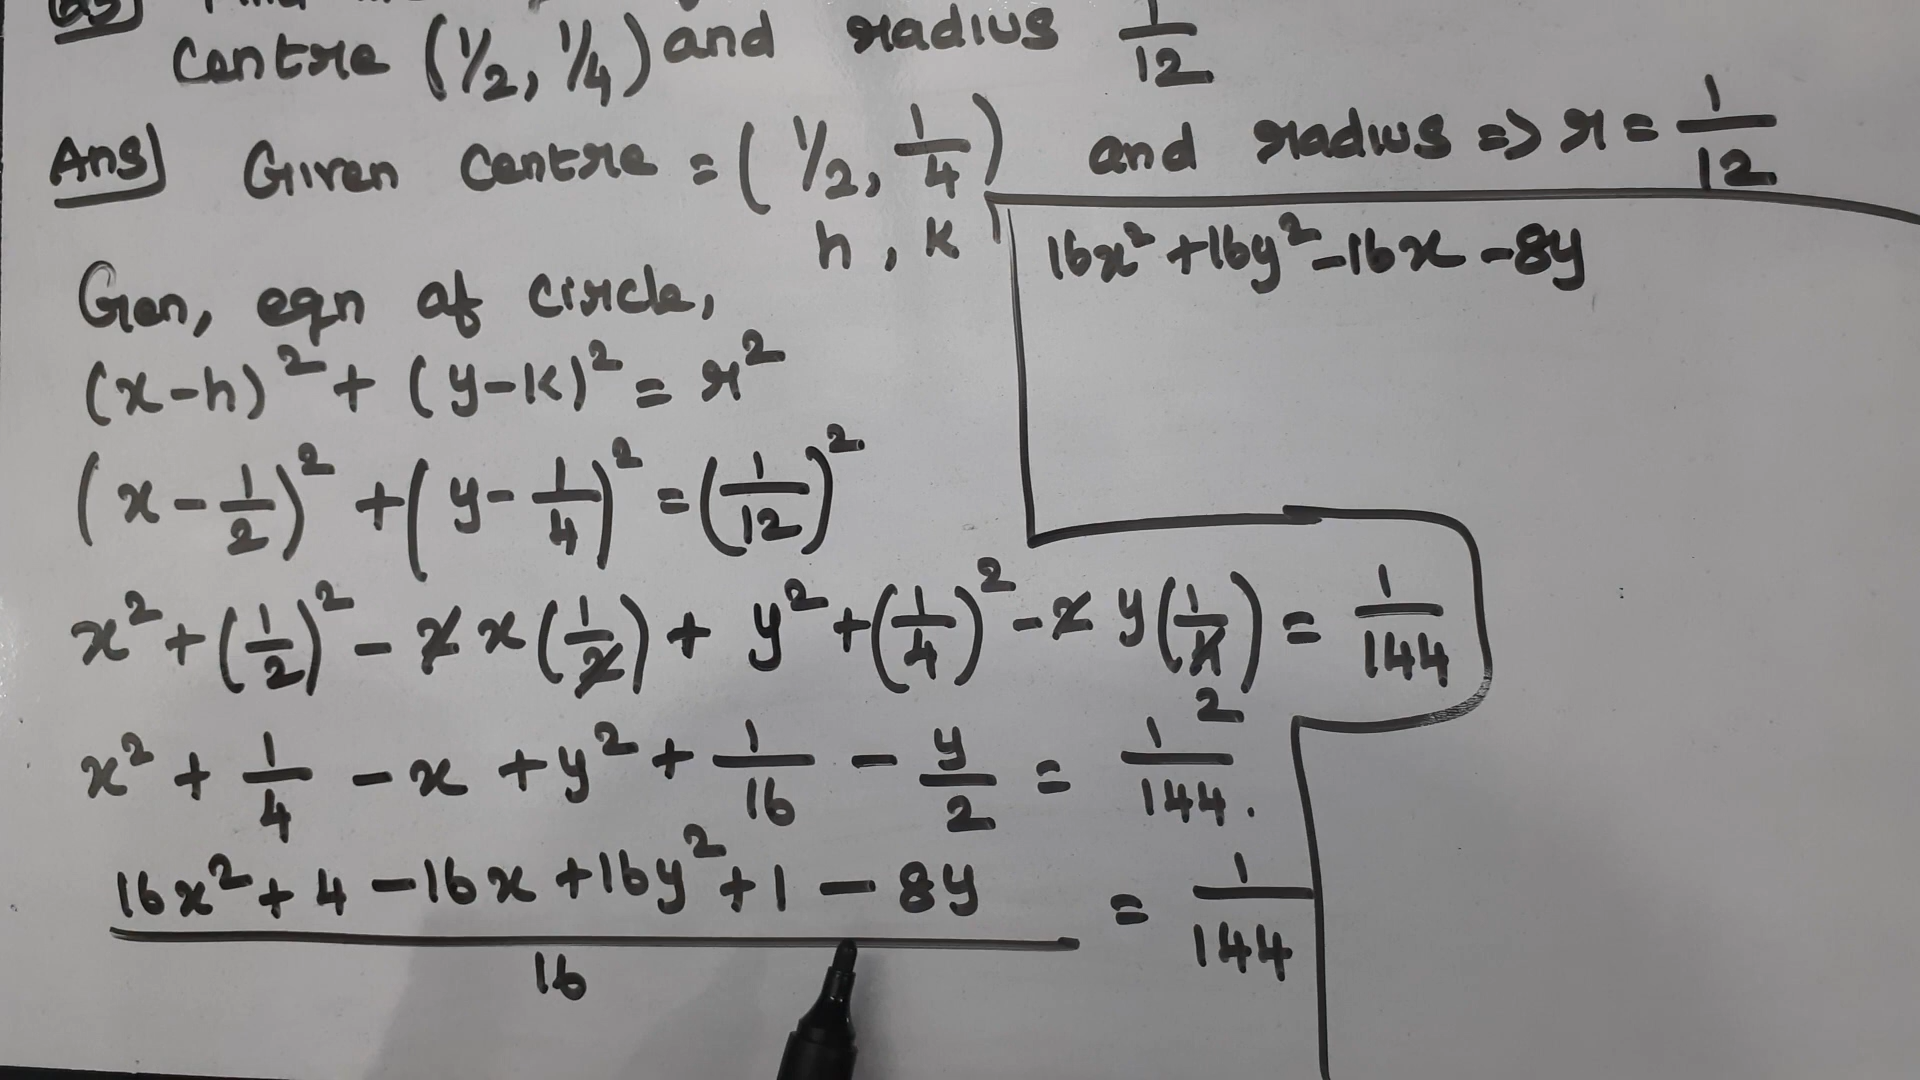 Centre (1/2, 1/4) and radius 1/12
Ans) Given centre = (1/2, 1/4) and radius => r = 1/12
h, k
16x² + 16y² - 16x - 8y
Gen, eqn of circle,
(x-h)² + (y-k)² = r²
(x - 1/2)² + (y - 1/4)² = (1/12)²
x² + (1/2)² - 2x(1/2) + y² + (1/4)² - 2y(1/4) = 1/144
2
x² + 1/4 - x + y² + 1/16 - y/2 = 1/144.
16x² + 4 - 16x + 16y² + 1 - 8y / 16 = 1/144